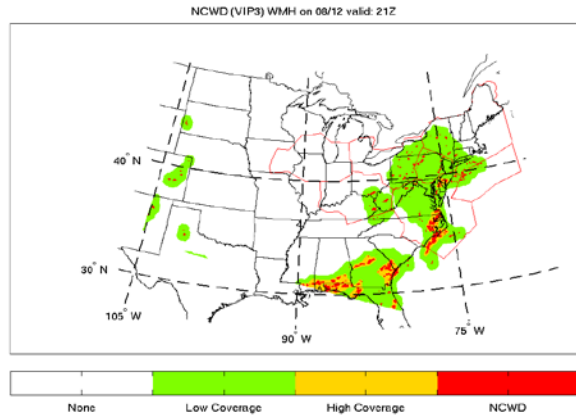 NCWD (VIP3) WMH on 08/12 valid: 21Z
40° N
30° N
105° W
90° W
75° W
None Low Coverage High Coverage NCWD